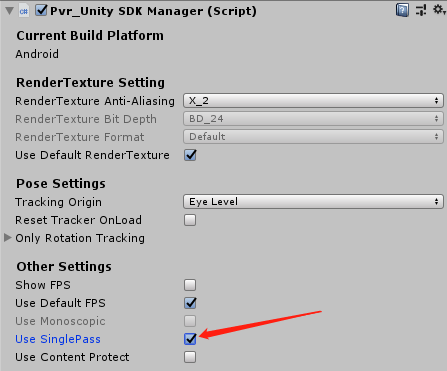 Pvr_Unity SDK Manager (Script)
Current Build Platform
Android
RenderTexture Setting
RenderTexture Anti-Aliasing X_2
RenderTexture Bit Depth BD_24
RenderTexture Format Default
Use Default RenderTexture
Pose Settings
Tracking Origin Eye Level
Reset Tracker OnLoad
Only Rotation Tracking
Other Settings
Show FPS
Use Default FPS
Use Monoscopic
Use SinglePass
Use Content Protect